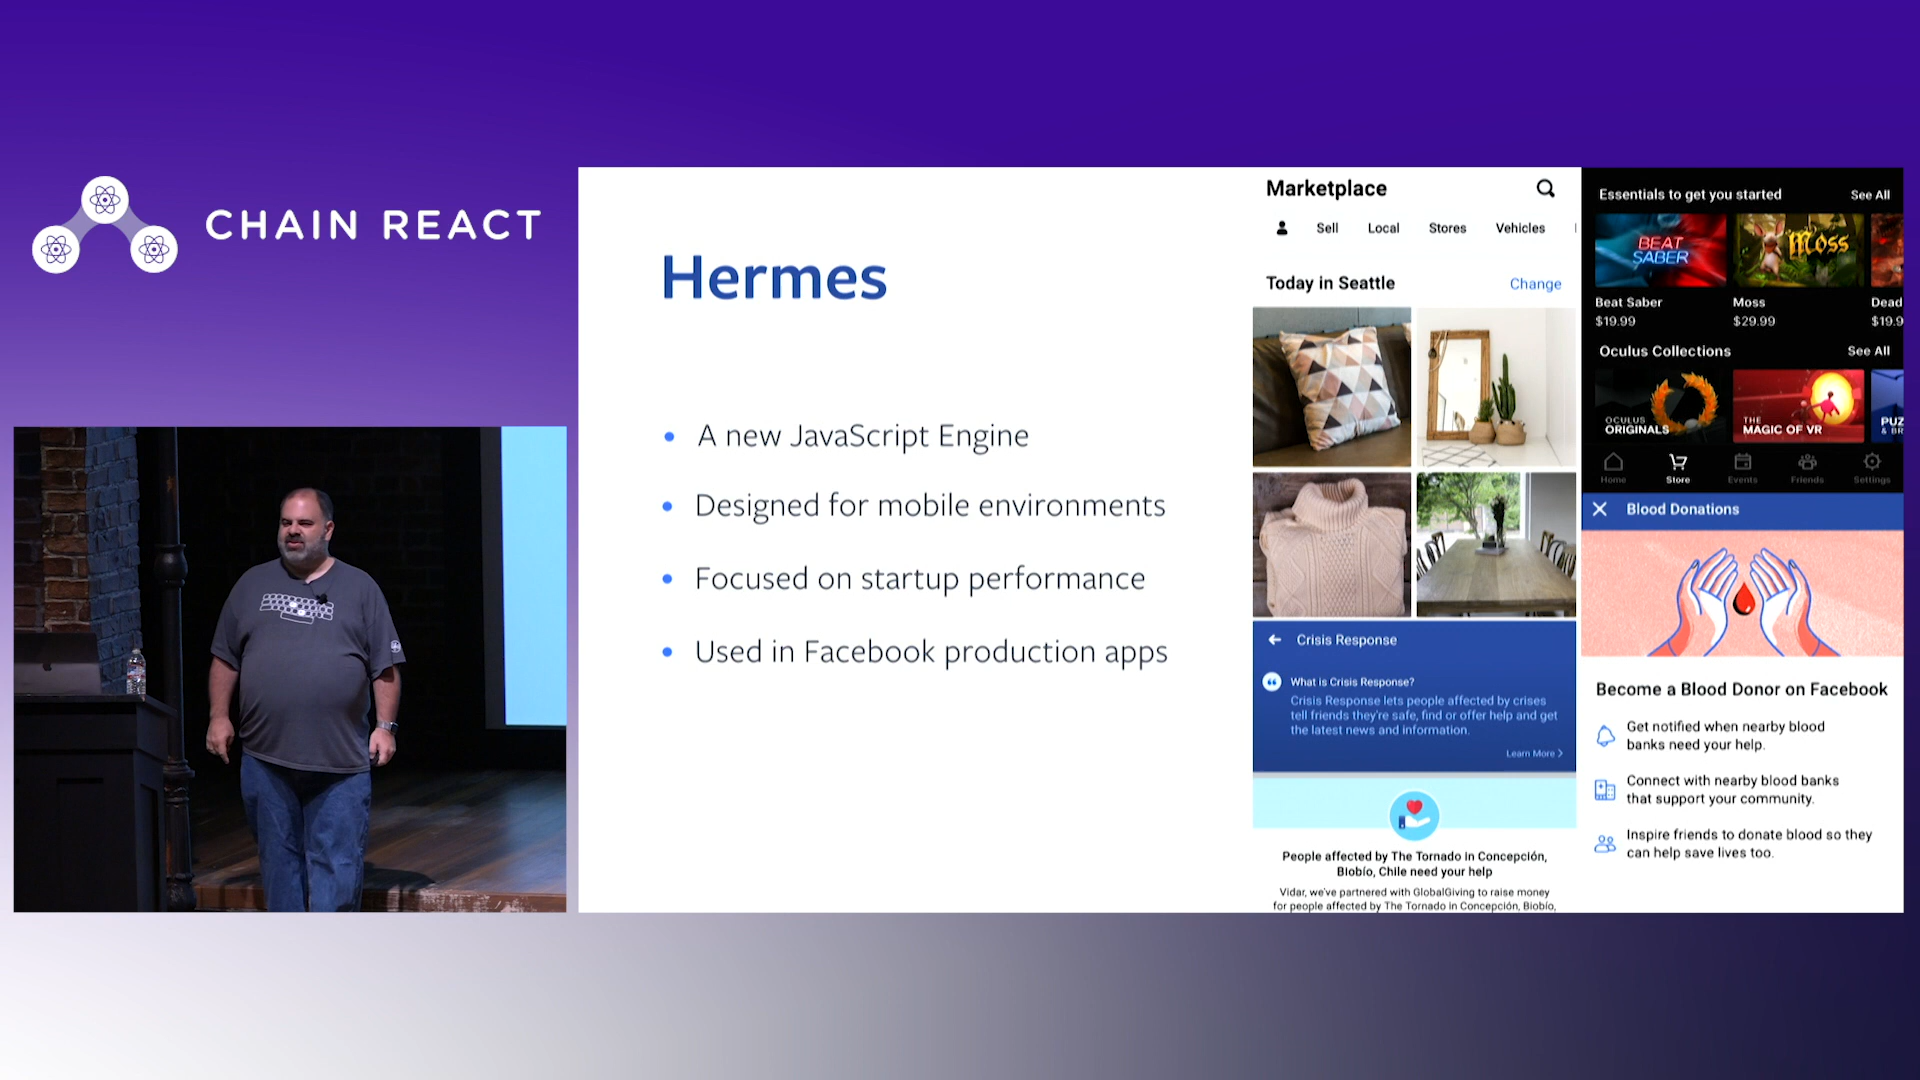 CHAIN REACT
Hermes
A new JavaScript Engine
Designed for mobile environments
Focused on startup performance
Used in Facebook production apps
Marketplace
Sell Local Stores Vehicles
Today in Seattle Change
Crisis Response
What is Crisis Response?
Crisis Response lets people affected by crises
tell friends they're safe, find or offer help and get
the latest news and information.
Learn More
People affected by The Tornado in Concepción,
Biobío, Chile need your help
Vidar, we've partnered with GlobalGiving to raise money
for people affected by The Tornado in Concepción, Biobío,
Essentials to get you started See All
BEAT
SABER
Moss
Beat Saber Moss Dead
$19.99 $29.99 $19.9
Oculus Collections See All
OCULUS
ORIGINALS
THE
MAGIC OF VR
PUZ
& BR
Home Store Events Friends Settings
Blood Donations
Become a Blood Donor on Facebook
Get notified when nearby blood
banks need your help.
Connect with nearby blood banks
that support your community.
Inspire friends to donate blood so they
can help save lives too.